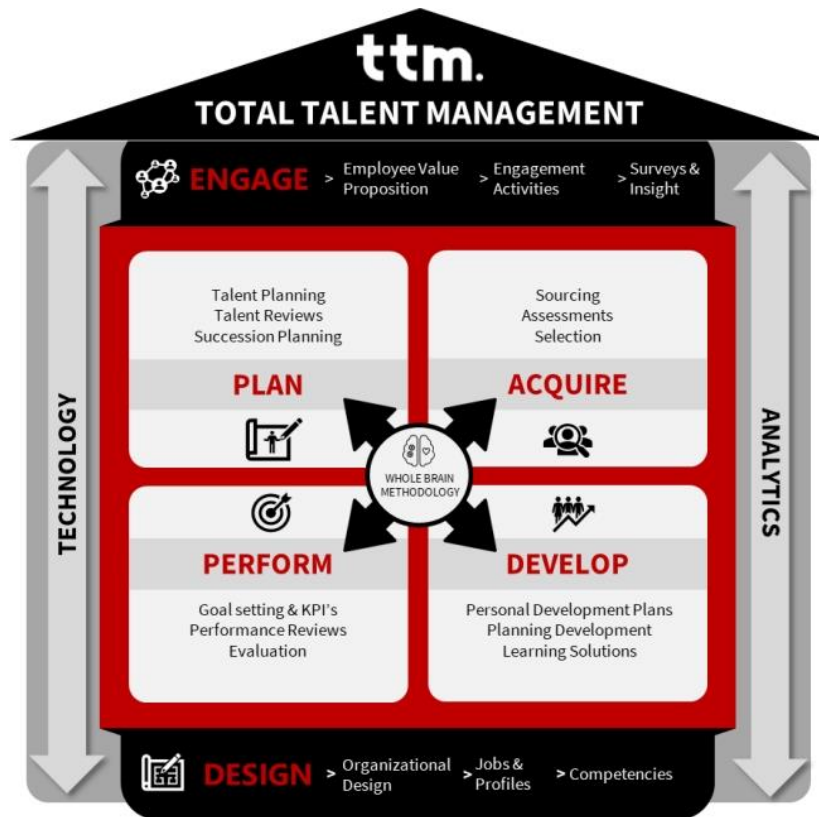 ttm.
TOTAL TALENT MANAGEMENT
ENGAGE
> Employee Value
Proposition
> Engagement
Activities
> Surveys &
Insight
TECHNOLOGY
Talent Planning
Talent Reviews
Succession Planning
PLAN
Sourcing
Assessments
Selection
ACQUIRE
WHOLE BRAIN
METHODOLOGY
PERFORM
Goal setting & KPI's
Performance Reviews
Evaluation
DEVELOP
Personal Development Plans
Planning Development
Learning Solutions
ANALYTICS
DESIGN
> Organizational
Design
> Jobs &
Profiles
> Competencies